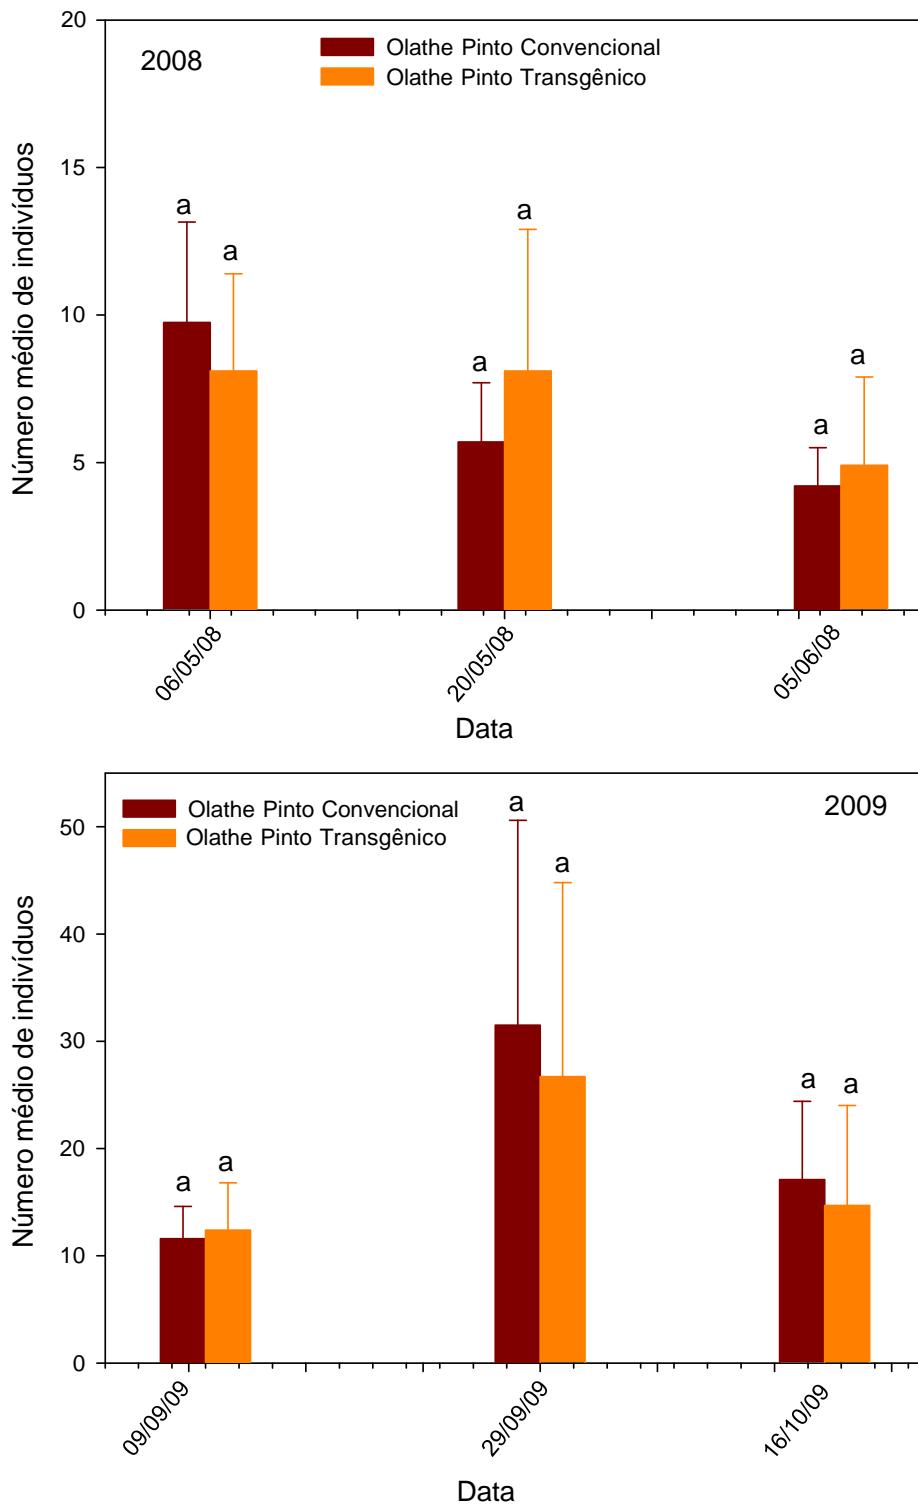 2008
Olathe Pinto Convencional
Olathe Pinto Transgênico
Número médio de indivíduos
20
15
10
5
0
a
a
a
a
a
a
06/05/08
20/05/08
05/06/08
Data
2009
Olathe Pinto Convencional
Olathe Pinto Transgênico
Número médio de indivíduos
50
40
30
20
10
0
a
a
a
a
a
a
09/09/09
29/09/09
16/10/09
Data